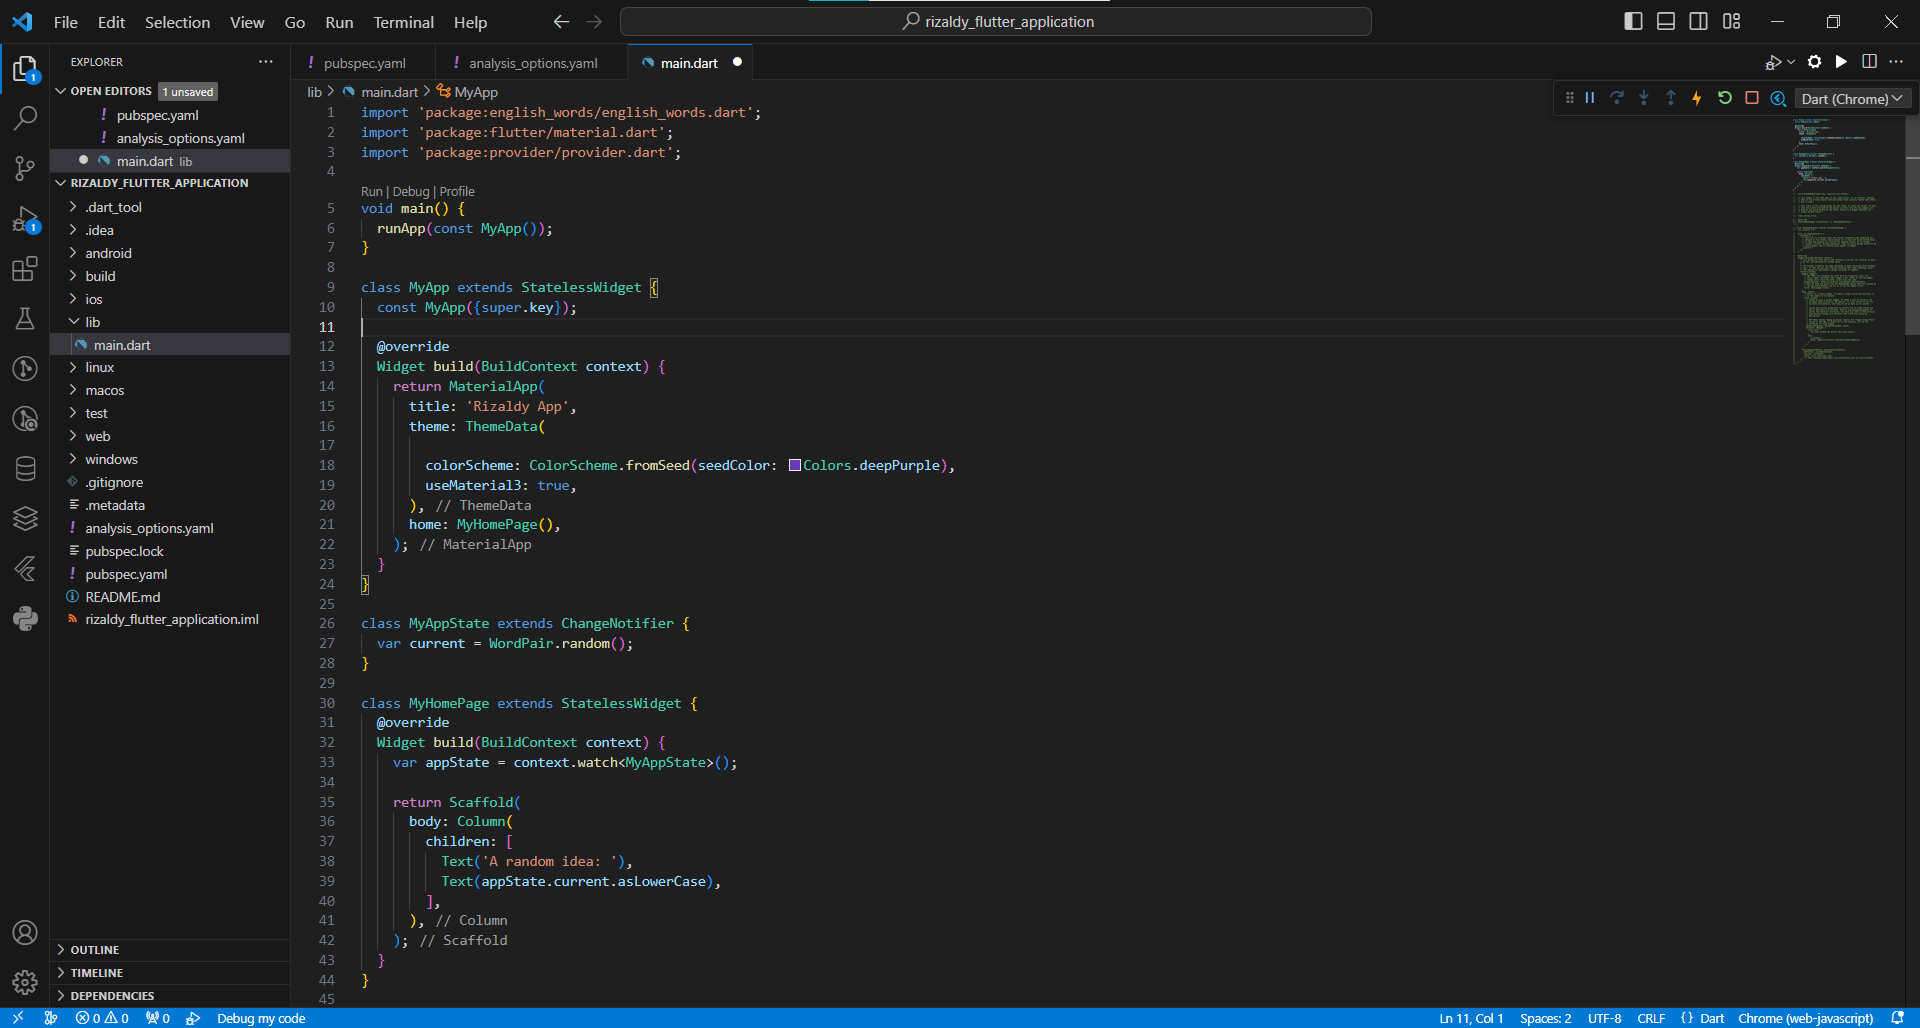 File Edit Selection View Go Run Terminal Help
rizaldy_flutter_application
EXPLORER
OPEN EDITORS 1 unsaved
! pubspec.yaml
! analysis_options.yaml
main.dart lib
RIZALDY_FLUTTER_APPLICATION
.dart_tool
.idea
android
build
ios
lib
main.dart
linux
macos
test
web
windows
.gitignore
.metadata
! analysis_options.yaml
pubspec.lock
! pubspec.yaml
README.md
rizaldy_flutter_application.iml
OUTLINE
TIMELINE
DEPENDENCIES
1
1
! pubspec.yaml ! analysis_options.yaml main.dart
lib > main.dart > MyApp
Dart (Chrome)
1 import 'package:english_words/english_words.dart';
2 import 'package:flutter/material.dart';
3 import 'package:provider/provider.dart';
4
Run | Debug | Profile
5 void main() {
6 runApp(const MyApp());
7 }
8
9 class MyApp extends StatelessWidget {
10 const MyApp({super.key});
11
12 @override
13 Widget build(BuildContext context) {
14 return MaterialApp(
15 title: 'Rizaldy App',
16 theme: ThemeData(
17
18 colorScheme: ColorScheme.fromSeed(seedColor: Colors.deepPurple),
19 useMaterial3: true,
20 ), // ThemeData
21 home: MyHomePage(),
22 ); // MaterialApp
23 }
24 }
25
26 class MyAppState extends ChangeNotifier {
27 var current = WordPair.random();
28 }
29
30 class MyHomePage extends StatelessWidget {
31 @override
32 Widget build(BuildContext context) {
33 var appState = context.watch<MyAppState>();
34
35 return Scaffold(
36 body: Column(
37 children: [
38 Text('A random idea: '),
39 Text(appState.current.asLowerCase),
40 ],
41 ), // Column
42 ); // Scaffold
43 }
44 }
45
0 0 0 Debug my code
Ln 11, Col 1 Spaces: 2 UTF-8 CRLF {} Dart Chrome (web-javascript)